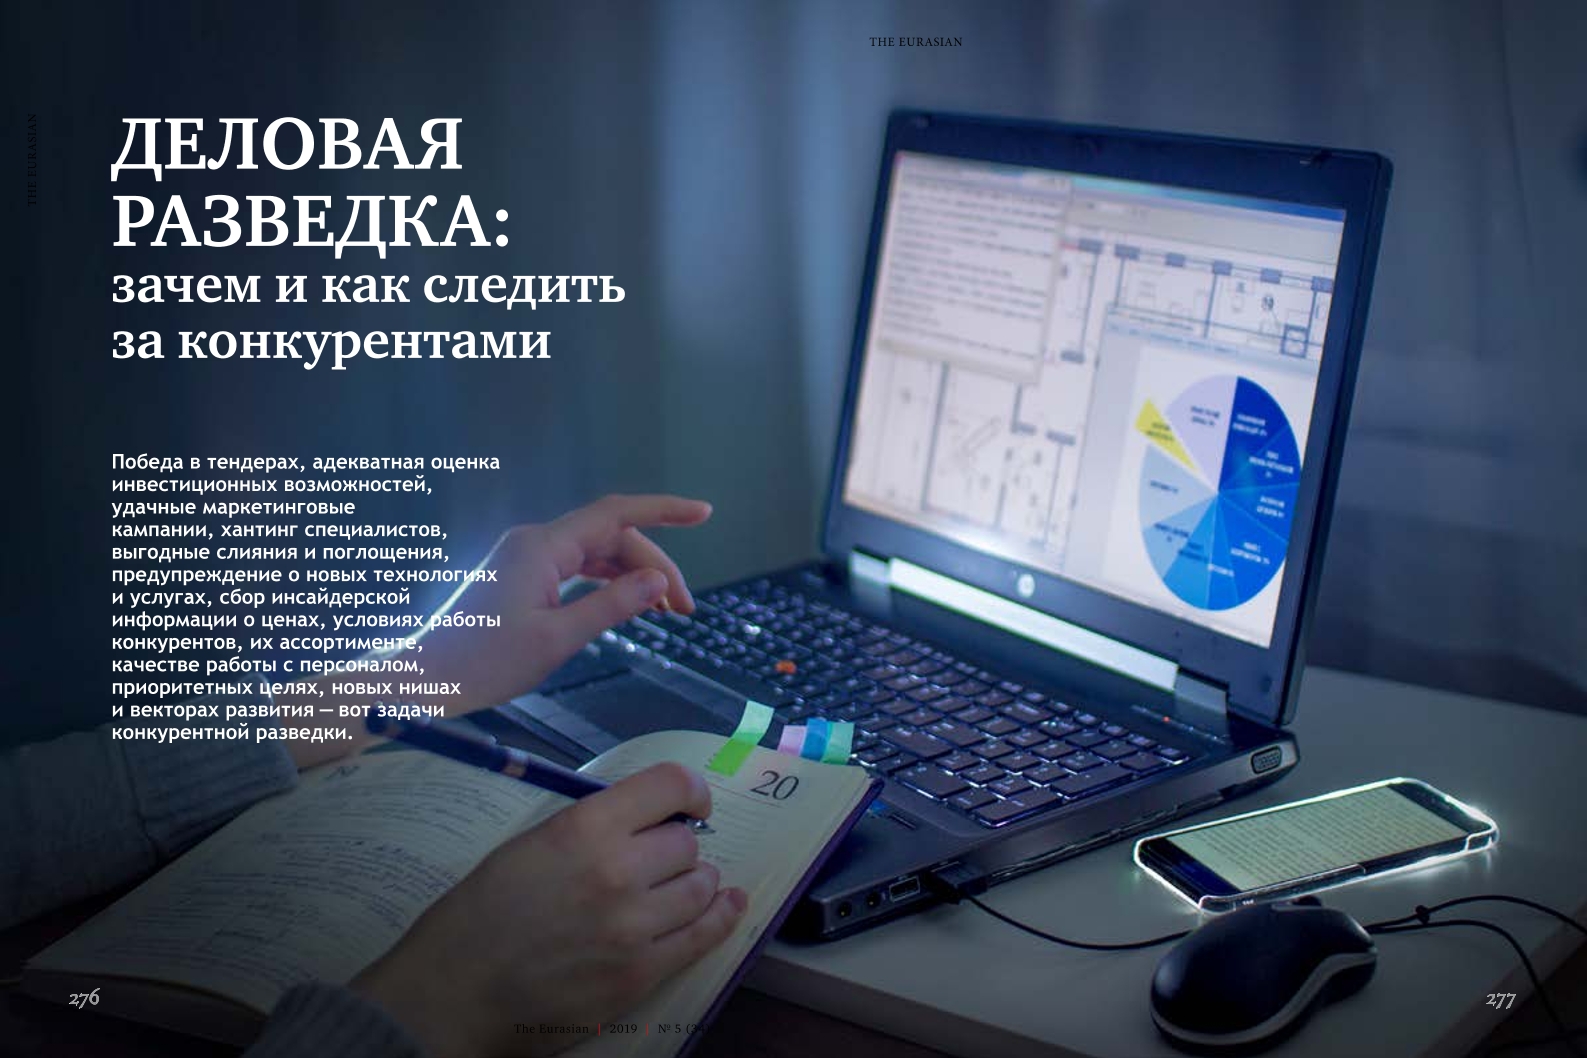 THE EURASIAN
THE EURASIAN
ДЕЛОВАЯ
РАЗВЕДКА:
зачем и как следить
за конкурентами
Победа в тендерах, адекватная оценка
инвестиционных возможностей,
удачные маркетинговые
кампании, хантинг специалистов,
выгодные слияния и поглощения,
предупреждение о новых технологиях
и услугах, сбор инсайдерской
информации о ценах, условиях работы
конкурентов, их ассортименте,
качестве работы с персоналом,
приоритетных целях, новых нишах
и векторах развития — вот задачи
конкурентной разведки.
20
276
The Eurasian | 2019 | № 5
277